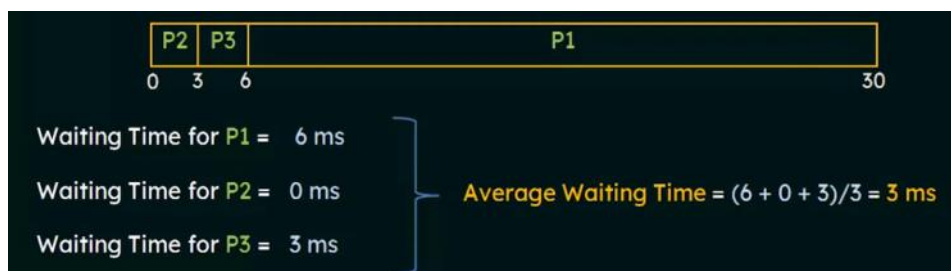 P2 P3 P1
0 3 6 30
Waiting Time for P1 = 6 ms
Waiting Time for P2 = 0 ms
Average Waiting Time = (6 + 0 + 3)/3 = 3 ms
Waiting Time for P3 = 3 ms